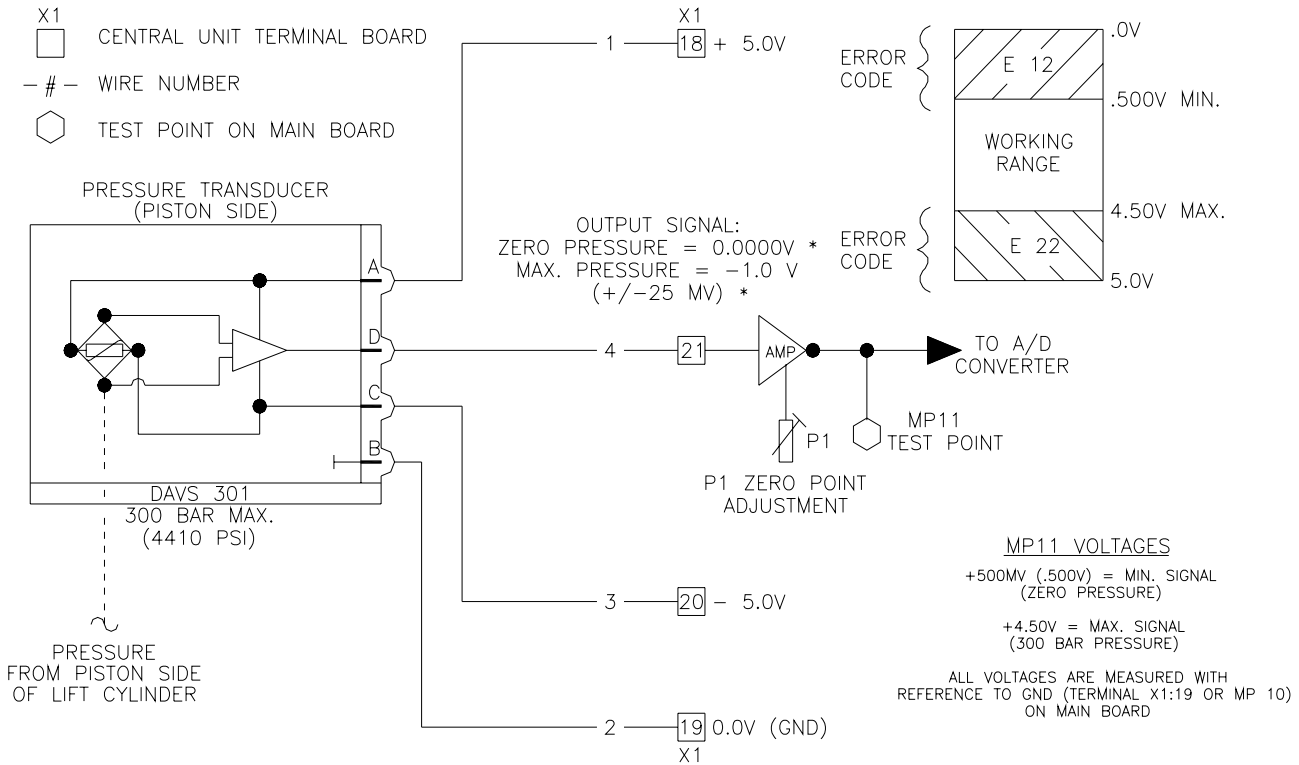 X1
CENTRAL UNIT TERMINAL BOARD
- # - WIRE NUMBER
TEST POINT ON MAIN BOARD
PRESSURE TRANSDUCER
(PISTON SIDE)
A
D
C
B
DAVS 301
300 BAR MAX.
(4410 PSI)
PRESSURE
FROM PISTON SIDE
OF LIFT CYLINDER
X1
1
18 + 5.0V
OUTPUT SIGNAL:
ZERO PRESSURE = 0.0000V *
MAX. PRESSURE = -1.0 V
(+/-25 MV) *
4
21
AMP
TO A/D
CONVERTER
P1
MP11
TEST POINT
P1 ZERO POINT
ADJUSTMENT
3
20 - 5.0V
2
19 0.0V (GND)
X1
ERROR
CODE
E 12
.0V
.500V MIN.
WORKING
RANGE
4.50V MAX.
ERROR
CODE
E 22
5.0V
MP11 VOLTAGES
+500MV (.500V) = MIN. SIGNAL
(ZERO PRESSURE)
+4.50V = MAX. SIGNAL
(300 BAR PRESSURE)
ALL VOLTAGES ARE MEASURED WITH
REFERENCE TO GND (TERMINAL X1:19 OR MP 10)
ON MAIN BOARD